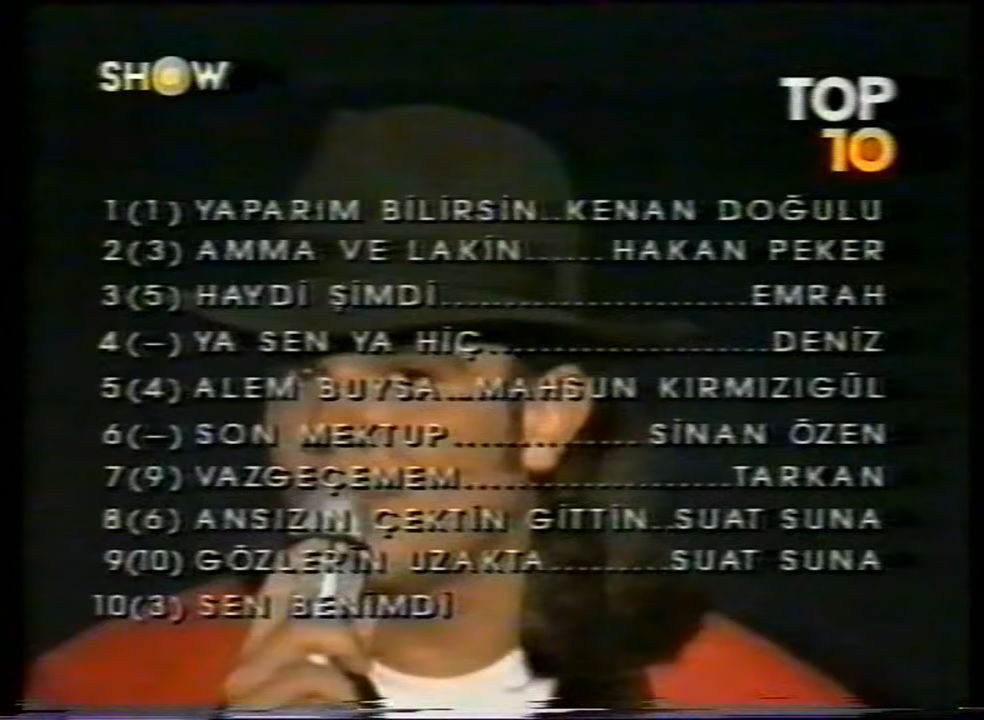 SHOW
TOP
10
1(1) YAPARIM BİLİRSİN..KENAN DOĞULU
2(3) AMMA VE LAKİN......HAKAN PEKER
3(5) HAYDİ ŞİMDİ........................EMRAH
4(–) YA SEN YA HİÇ......................DENİZ
5(4) ALEM BUYSA...MAHSUN KIRMIZIGÜL
6(–) SON MEKTUP..............SİNAN ÖZEN
7(9) VAZGEÇEMEM.....................TARKAN
8(6) ANSIZIN ÇEKTİN GİTTİN..SUAT SUNA
9(10) GÖZLERİN UZAKTA..........SUAT SUNA
10(3) SEN BENİMDİ